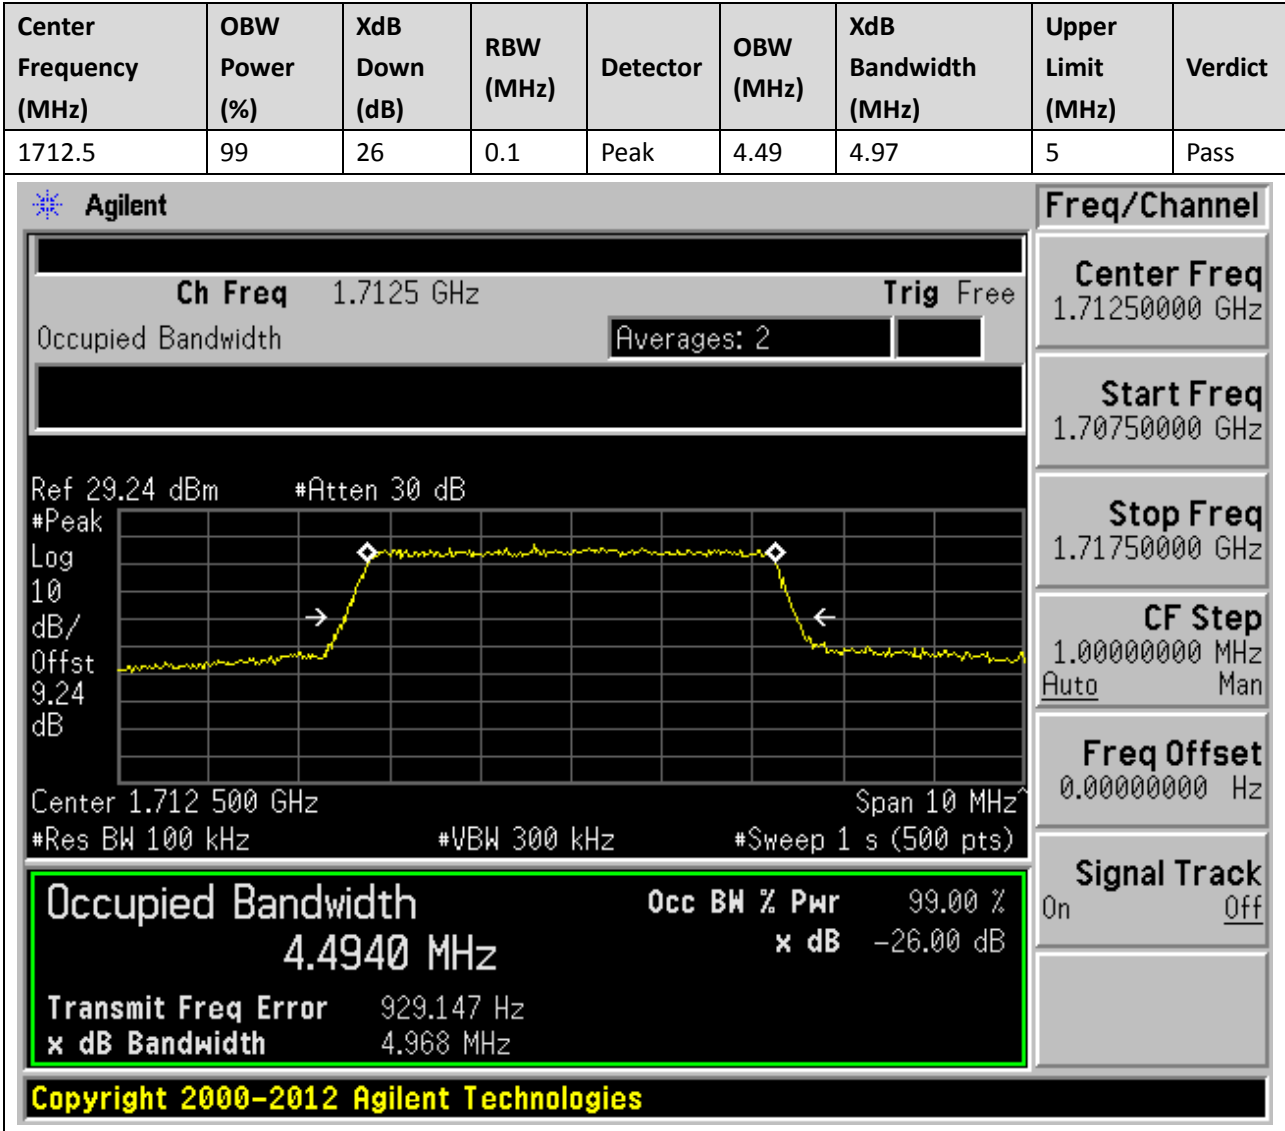 Center Frequency (MHz) OBW Power (%) XdB Down (dB) RBW (MHz) Detector OBW (MHz) XdB Bandwidth (MHz) Upper Limit (MHz) Verdict
1712.5 99 26 0.1 Peak 4.49 4.97 5 Pass
Agilent
Freq/Channel
Ch Freq 1.7125 GHz Trig Free
Occupied Bandwidth Averages: 2
Center Freq
1.71250000 GHz
Start Freq
1.70750000 GHz
Stop Freq
1.71750000 GHz
CF Step
1.00000000 MHz
Auto Man
Freq Offset
0.00000000 Hz
Signal Track
On Off
Ref 29.24 dBm #Atten 30 dB
#Peak
Log
10
dB/
Offst
9.24
dB
Center 1.712 500 GHz Span 10 MHz^
#Res BW 100 kHz #VBW 300 kHz #Sweep 1 s (500 pts)
Occupied Bandwidth Occ BW % Pwr 99.00 %
4.4940 MHz x dB -26.00 dB
Transmit Freq Error 929.147 Hz
x dB Bandwidth 4.968 MHz
Copyright 2000-2012 Agilent Technologies